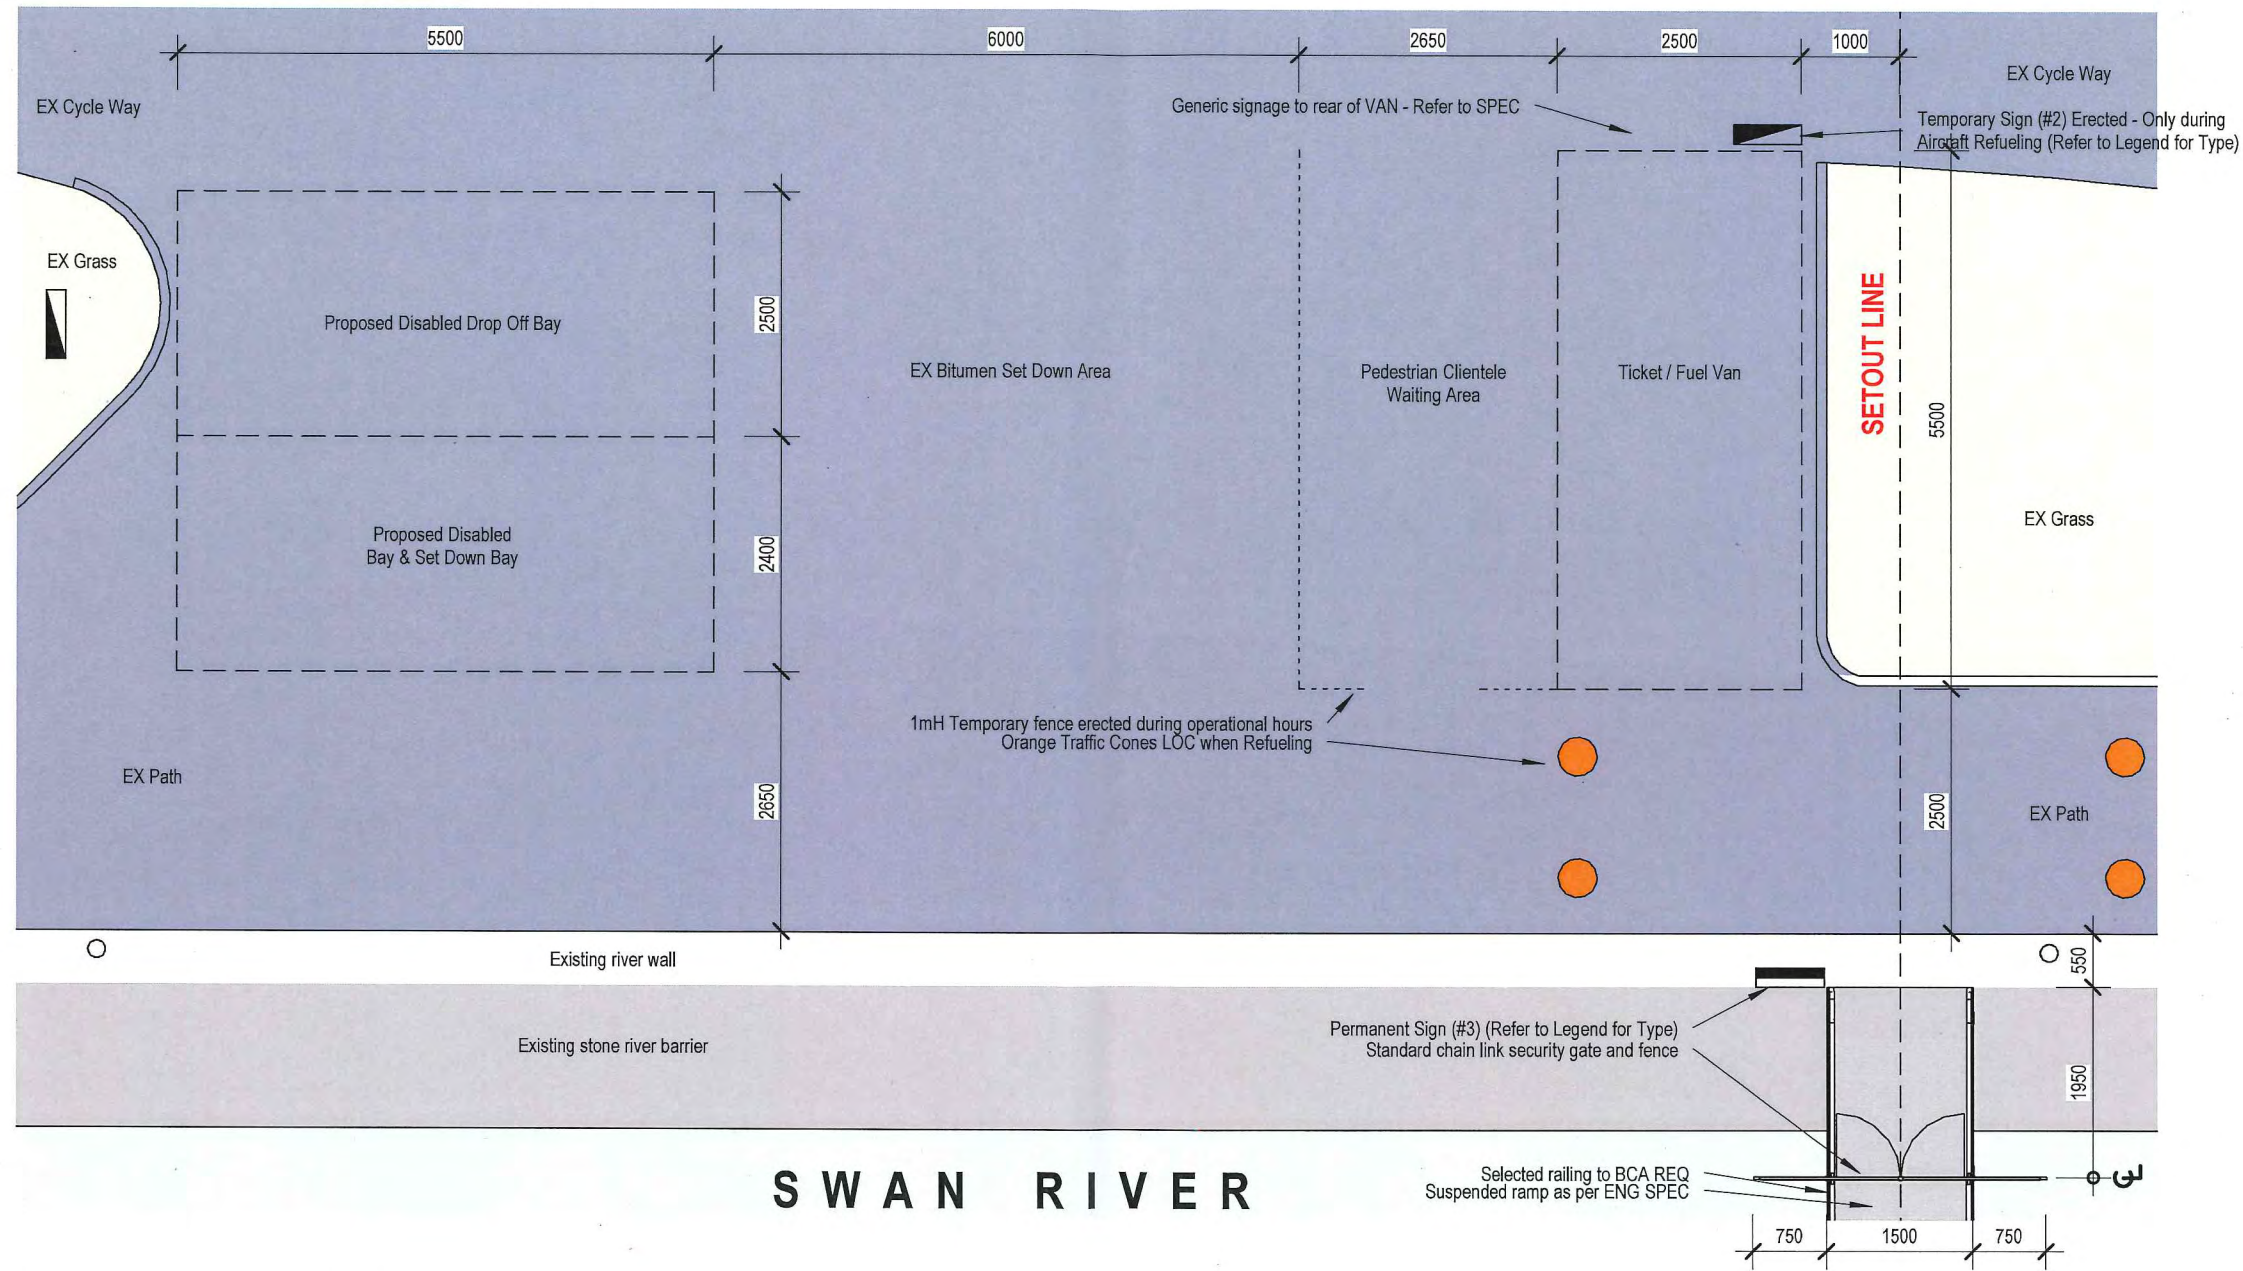 5500
6000
2650
2500
1000
EX Cycle Way
EX Cycle Way
Generic signage to rear of VAN - Refer to SPEC
Temporary Sign (#2) Erected - Only during
Aircraft Refueling (Refer to Legend for Type)
EX Grass
Proposed Disabled Drop Off Bay
2500
EX Bitumen Set Down Area
Pedestrian Clientele
Waiting Area
Ticket / Fuel Van
SETOUT LINE
5500
EX Grass
Proposed Disabled
Bay & Set Down Bay
2400
1mH Temporary fence erected during operational hours
Orange Traffic Cones LOC when Refueling
EX Path
2650
2500
EX Path
Existing river wall
550
Existing stone river barrier
Permanent Sign (#3) (Refer to Legend for Type)
Standard chain link security gate and fence
1950
SWAN RIVER
Selected railing to BCA REQ
Suspended ramp as per ENG SPEC
CL
750
1500
750